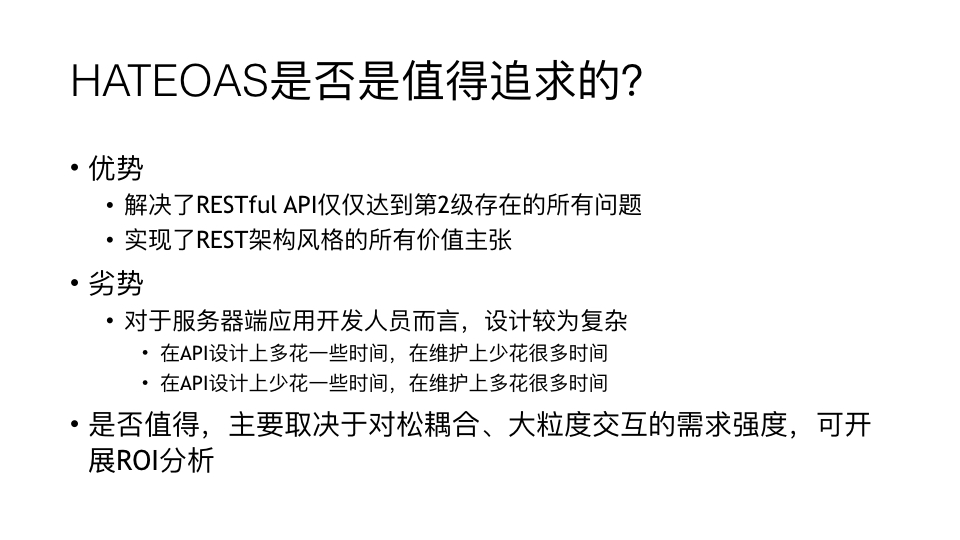 HATEOAS是否是值得追求的?
• 优势
• 解决了RESTful API仅仅达到第2级存在的所有问题
• 实现了REST架构风格的所有价值主张
• 劣势
• 对于服务器端应用开发人员而言，设计较为复杂
• 在API设计上多花一些时间，在维护上少花很多时间
• 在API设计上少花一些时间，在维护上多花很多时间
• 是否值得，主要取决于对松耦合、大粒度交互的需求强度，可开
展ROI分析